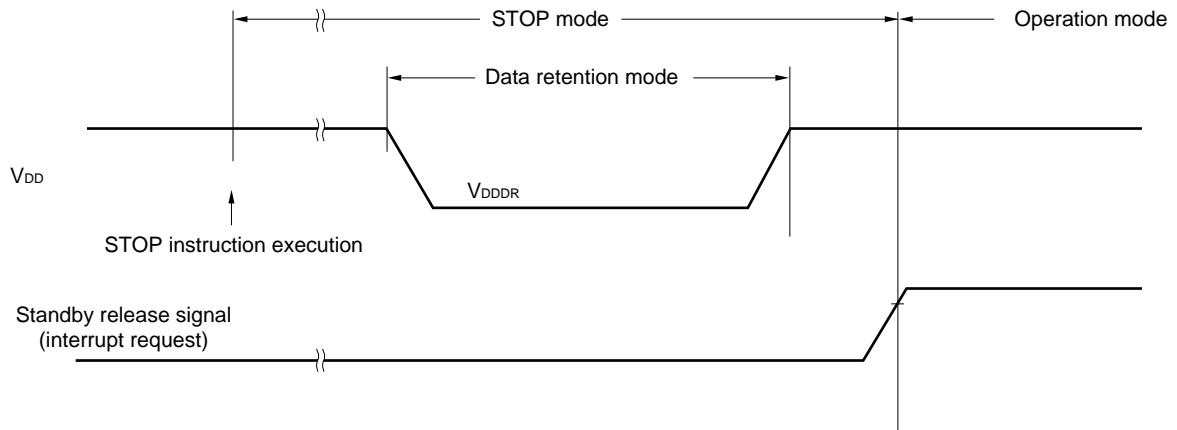 STOP mode
Operation mode
Data retention mode
VDD
VDDDR
STOP instruction execution
Standby release signal
(interrupt request)